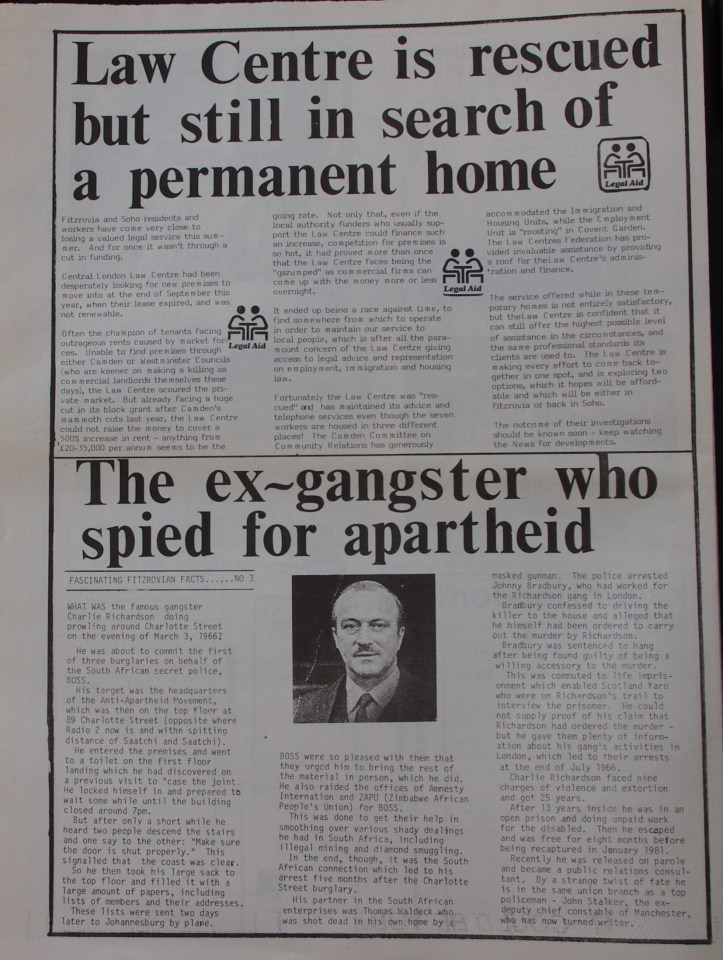 Law Centre is rescued
but still in search of
a permanent home
Legal Aid
Fitzrovia and Soho residents and
workers have come very close to
losing a valued legal service this sum-
mer. And for once it wasn't through a
cut in funding.
Central London Law Centre had been
desperately looking for new premises to
move into at the end of September this
year, when their lease expired, and was
not renewable.
Often the champion of tenants facing
outrageous rents caused by market for
ces. Unable to find premises through
either Camden or Westminster Councils
(who are keener on making a killing as
commercial landlords themselves these
days), the Law Centre scoured the pri-
vate market. But already facing a huge
cut in its block grant after Camden's
mammoth cuts last year, the Law Centre
could not raise the money to cover a
500% increase in rent - anything from
£20-35,000 per annum seems to be the
Legal Aid
going rate. Not only that, even if the
local authority funders who usually sup-
port the Law Centre could finance such
an increase, competition for premises is
so hot, it had proved more than once
that the Law Centre faces being the
"gazumped" as commercial firms can
come up with the money more or less
overnight.
It ended up being a race against time, to
find somewhere from which to operate
in order to maintain our service to
local people, which is after all the para-
mount concern of the Law Centre giving
access to legal advice and representation
on employment, immigration and housing
law.
Fortunately the Law Centre was "res-
cued" and has maintained its advice and
telephone services even though the seven
workers are housed in three different
places! The Camden Committee on
Community Relations has generously
Legal Aid
accommodated the Immigration and
Housing Units, while the Employment
Unit is "roosting" in Covent Garden.
The Law Centres Federation has pro-
vided invaluable assistance by providing
a roof for theLaw Centre's adminis-
tration and finance.
The service offered while in these tem-
porary homes is not entirely satisfactory,
but theLaw Centre is confident that it
can still offer the highest possible level
of assistance in the circumstances, and
the same professional standards its
clients are used to. The Law Centre is
making every effort to come back to-
gether in one spot, and is exploring two
options, which it hopes will be afford-
able and which will be either in
Fitzrovia or back in Soho.
The outcome of their investigations
should be known soon - keep watching
the News for developments.
The ex~gangster who
spied for apartheid
FASCINATING FITZROVIAN FACTS......NO 3
WHAT WAS the famous gangster
Charlie Richardson doing
prowling around Charlotte Street
on the evening of March 3, 1966?
He was about to commit the first
of three burglaries on behalf of
the South African secret police,
BOSS.
His target was the headquarters
of the Anti-Apartheid Movement,
which was then on the top floor at
89 Charlotte Street (opposite where
Radio 2 now is and withn spitting
distance of Saatchi and Saatchi).
He entered the premises and went
to a toilet on the first floor
landing which he had discovered on
a previous visit to "case the joint.
He locked himself in and prepared to
wait some while until the building
closed around 7pm.
But after only a short while he
heard two people descend the stairs
and one say to the other: "Make sure
the door is shut properly." This
signalled that the coast was clear.
So he then took his large sack to
the top floor and filled it with a
large amount of papers, including
lists of members and their addresses.
These lists were sent two days
later to Johannesburg by plane.
BOSS were so pleased with them that
they urged him to bring the rest of
the material in person, which he did.
He also raided the offices of Amnesty
Internation and ZAPU (Zimbabwe African
People's Union) for BOSS.
This was done to get their help in
smoothing over various shady dealings
he had in South Africa, including
illegal mining and diamond smuggling.
In the end, though, it was the South
African connection which led to his
arrest five months after the Charlotte
Street burglary.
His partner in the South African
enterprises was Thomas Waldeck who
was shot dead in his own home by a
masked gunman. The police arrested
Johnny Bradbury, who had worked for
the Richardson gang in London.
Bradbury confessed to driving the
killer to the house and alleged that
he himself had been ordered to carry
out the murder by Richardson.
Bradbury was sentenced to hang
after being found guilty of being a
willing accessory to the murder.
This was commuted to life impris-
onment which enabled Scotland Yard
who were on Richardson's trail to
interview the prisoner. He could
not supply proof of his claim that
Richardson had ordered the murder -
but he gave them plenty of inform-
ation about his gang's activities in
London, which led to their arrests
at the end of July 1966.
Charlie Richardson faced nine
charges of violence and extortion
and got 25 years.
After 13 years inside he was in an
open prison and doing unpaid work
for the disabled. Then he escaped
and was free for eight months before
being recaptured in January 1981.
Recently he was released on parole
and became a public relations consul-
tant. By a strange twist of fate he
is in the same union branch as a top
policeman - John Stalker, the ex-
deputy chief constable of Manchester,
who has now turned writer.